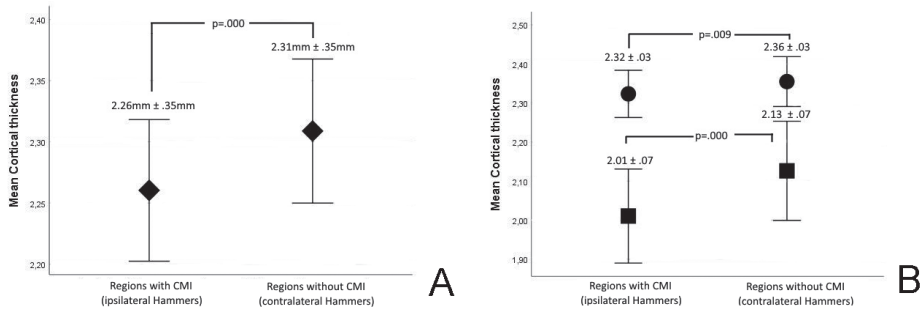 2,40
2,35
2,30
2,25
2,20
Mean Cortical thickness
p=.000
2.31mm ± .35mm
2.26mm ± .35mm
Regions with CMI
(ipsilateral Hammers)
Regions without CMI
(contralateral Hammers)
A
2,50
2,40
2,30
2,20
2,10
2,00
1,90
Mean Cortical thickness
p=.009
2.32 ± .03
2.36 ± .03
2.13 ± .07
p=.000
2.01 ± .07
Regions with CMI
(ipsilateral Hammers)
Regions without CMI
(contralateral Hammers)
B